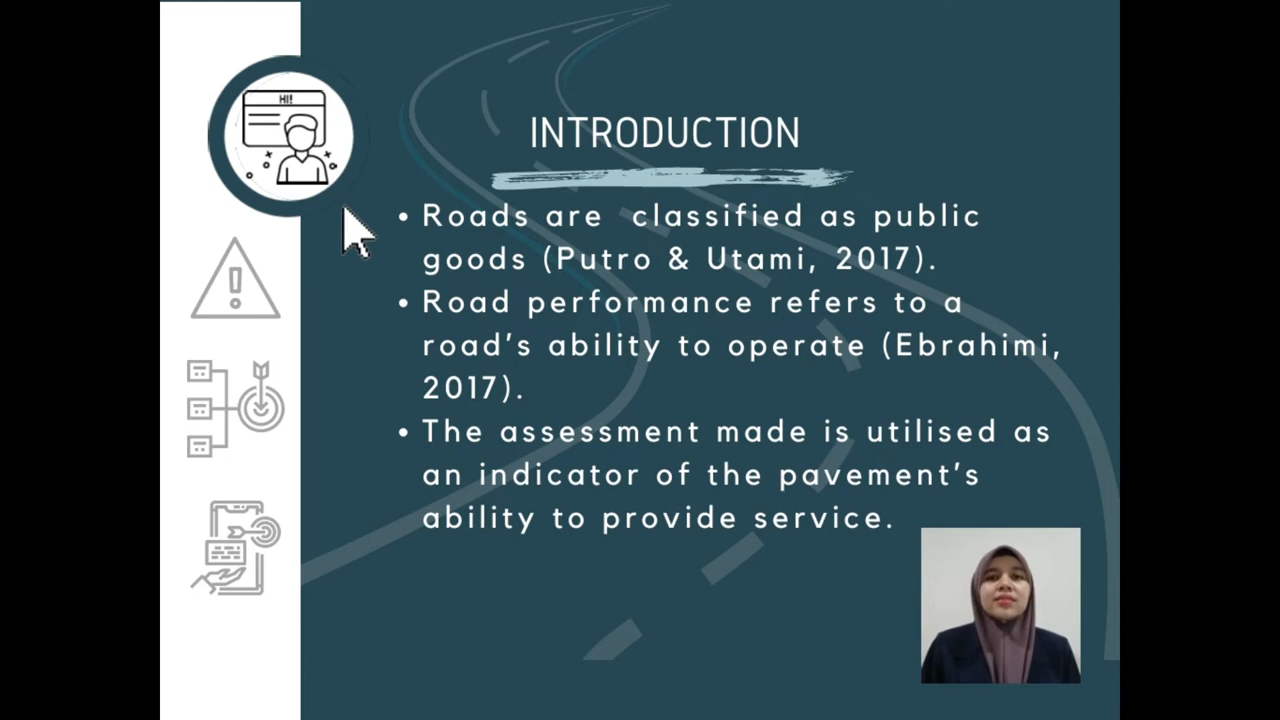 HI!
INTRODUCTION
• Roads are classified as public
goods (Putro & Utami, 2017).
• Road performance refers to a
road's ability to operate (Ebrahimi,
2017).
• The assessment made is utilised as
an indicator of the pavement's
ability to provide service.